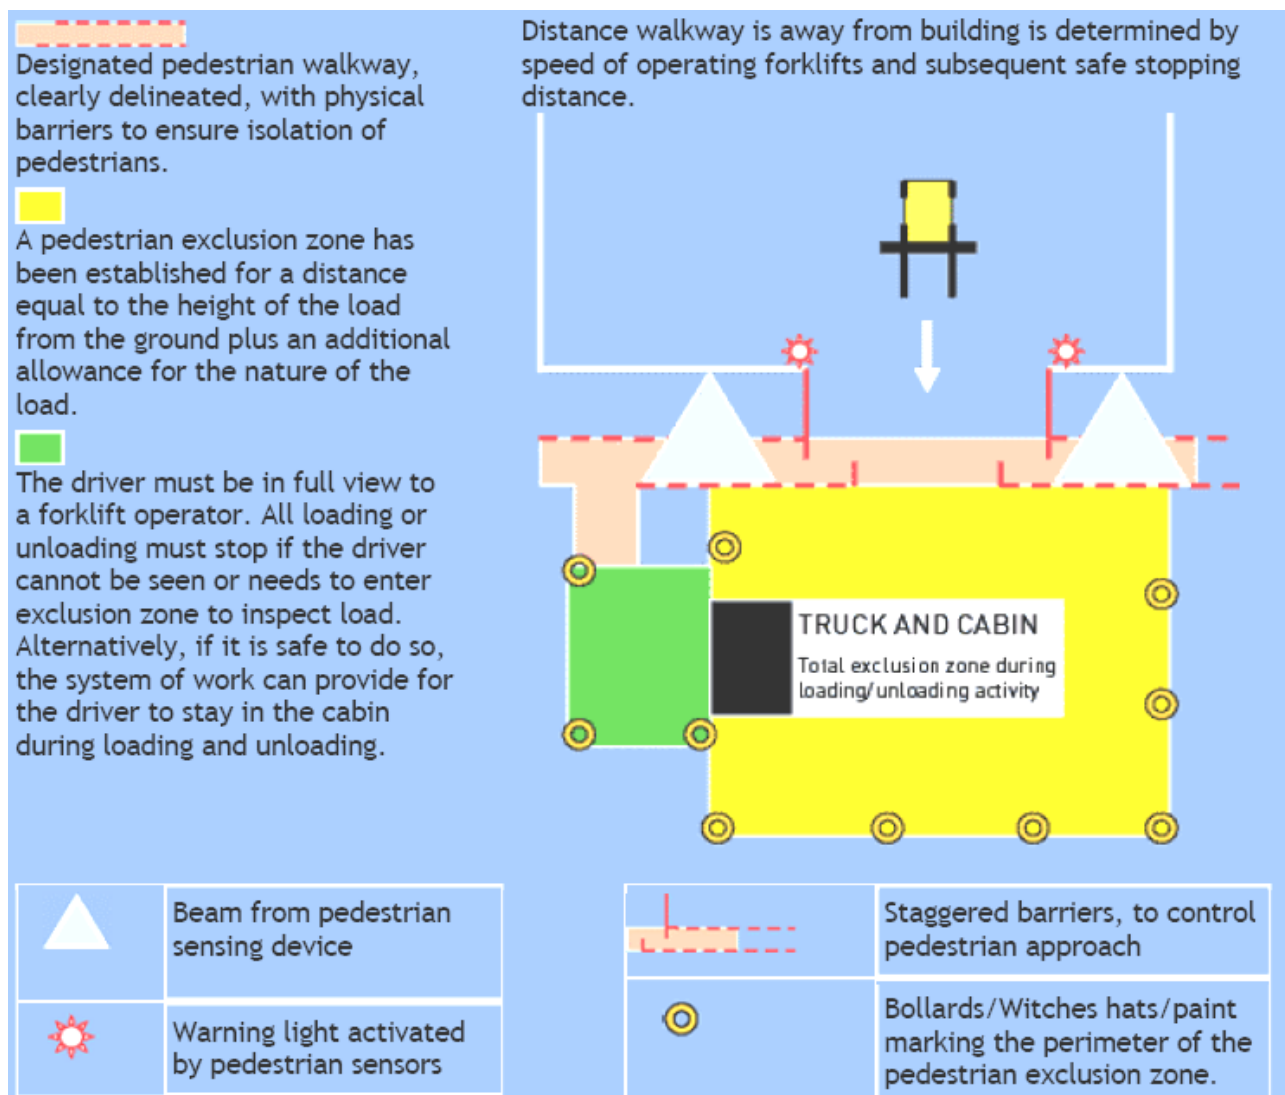 Designated pedestrian walkway,
clearly delineated, with physical
barriers to ensure isolation of
pedestrians.
A pedestrian exclusion zone has
been established for a distance
equal to the height of the load
from the ground plus an additional
allowance for the nature of the
load.
The driver must be in full view to
a forklift operator. All loading or
unloading must stop if the driver
cannot be seen or needs to enter
exclusion zone to inspect load.
Alternatively, if it is safe to do so,
the system of work can provide for
the driver to stay in the cabin
during loading and unloading.
Distance walkway is away from building is determined by
speed of operating forklifts and subsequent safe stopping
distance.
TRUCK AND CABIN
Total exclusion zone during
loading/unloading activity
Beam from pedestrian
sensing device
Warning light activated
by pedestrian sensors
Staggered barriers, to control
pedestrian approach
Bollards/Witches hats/paint
marking the perimeter of the
pedestrian exclusion zone.